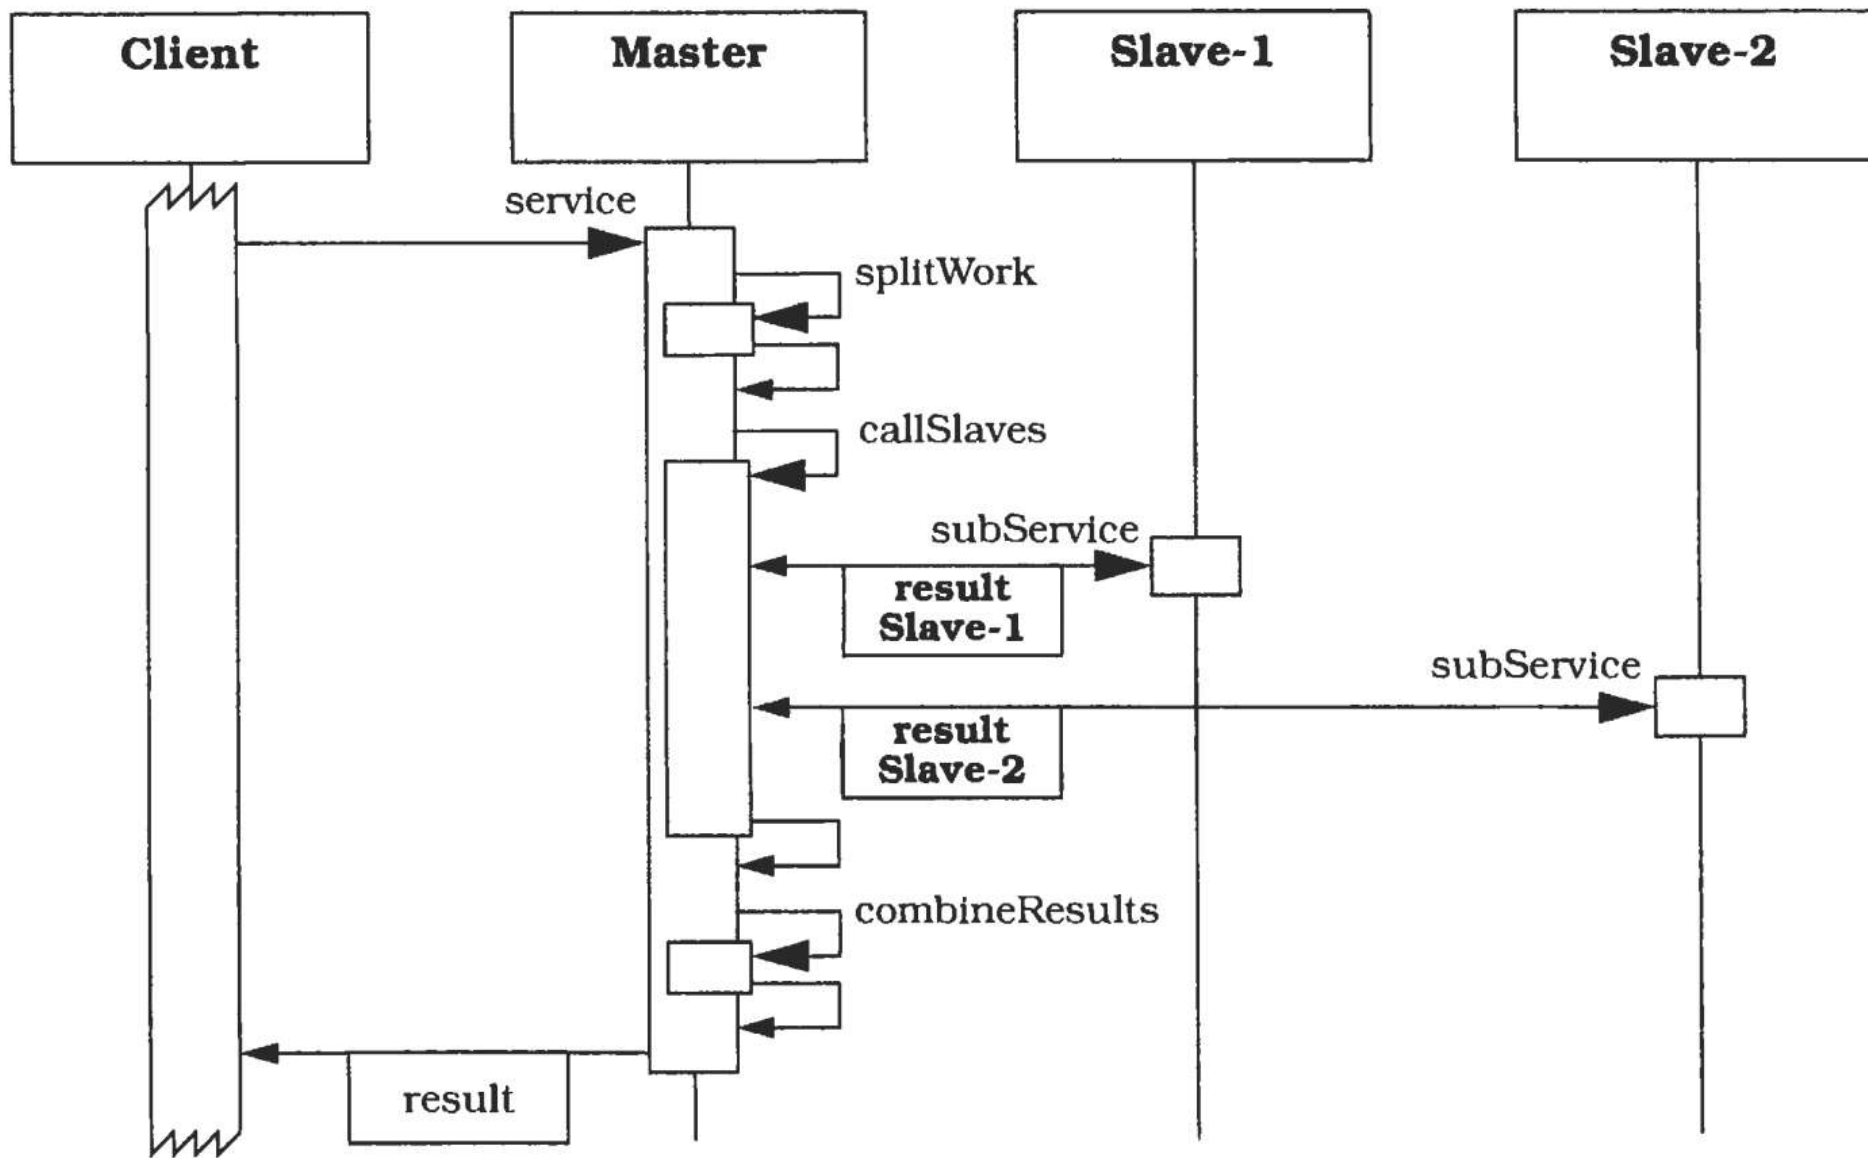 Client
Master
Slave-1
Slave-2
service
splitWork
callSlaves
subService
result
Slave-1
subService
result
Slave-2
combineResults
result